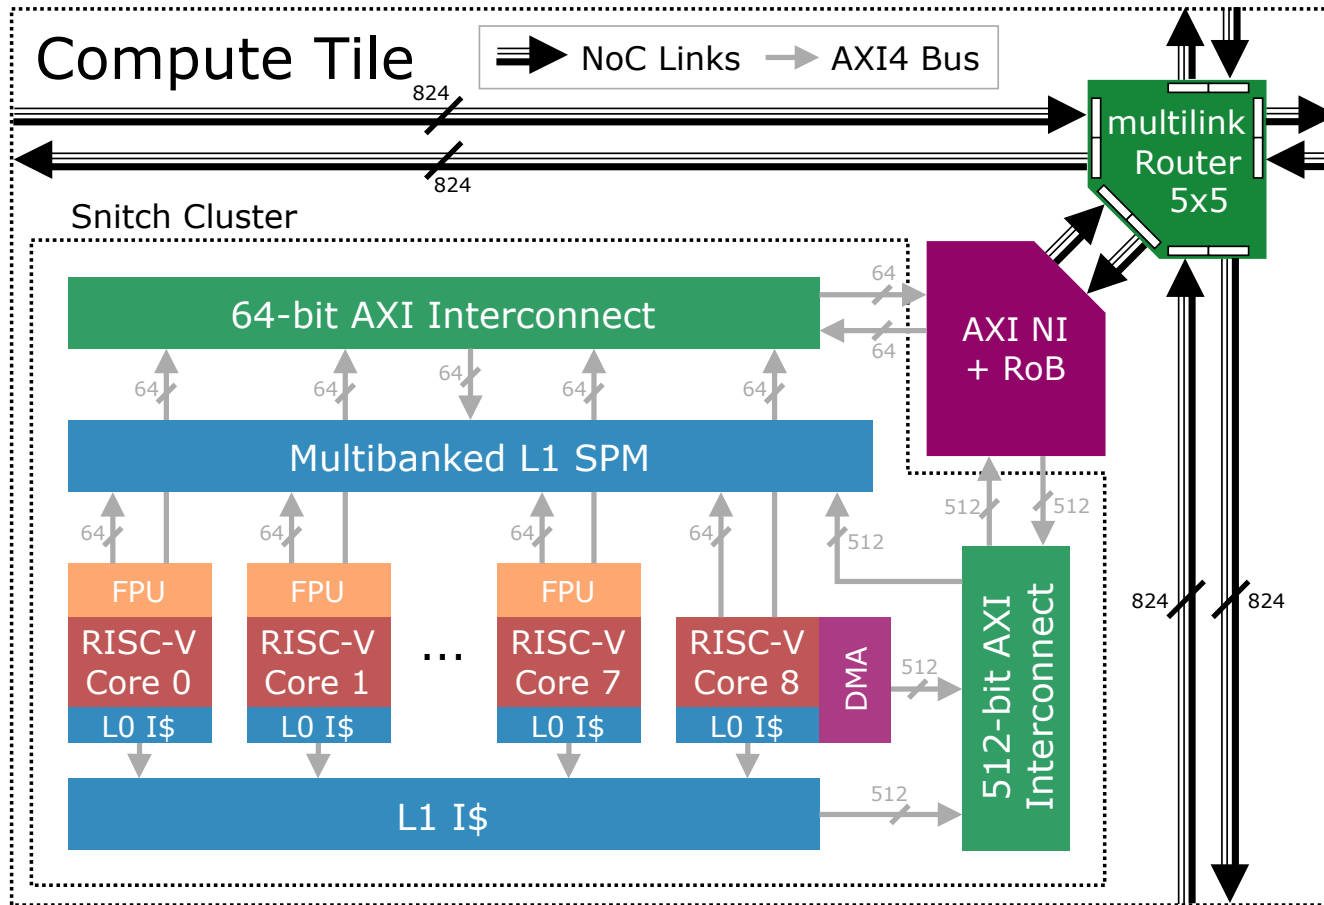 Compute Tile
NoC Links
AXI4 Bus
824
824
multilink
Router
5x5
Snitch Cluster
64-bit AXI Interconnect
64
64
AXI NI
+ RoB
64
64
64
64
64
Multibanked L1 SPM
64
64
64
64
512
512
512
FPU
FPU
FPU
RISC-V
Core 0
RISC-V
Core 1
...
RISC-V
Core 7
RISC-V
Core 8
DMA
512
512-bit AXI
Interconnect
824
824
L0 I$
L0 I$
L0 I$
L0 I$
L1 I$
512